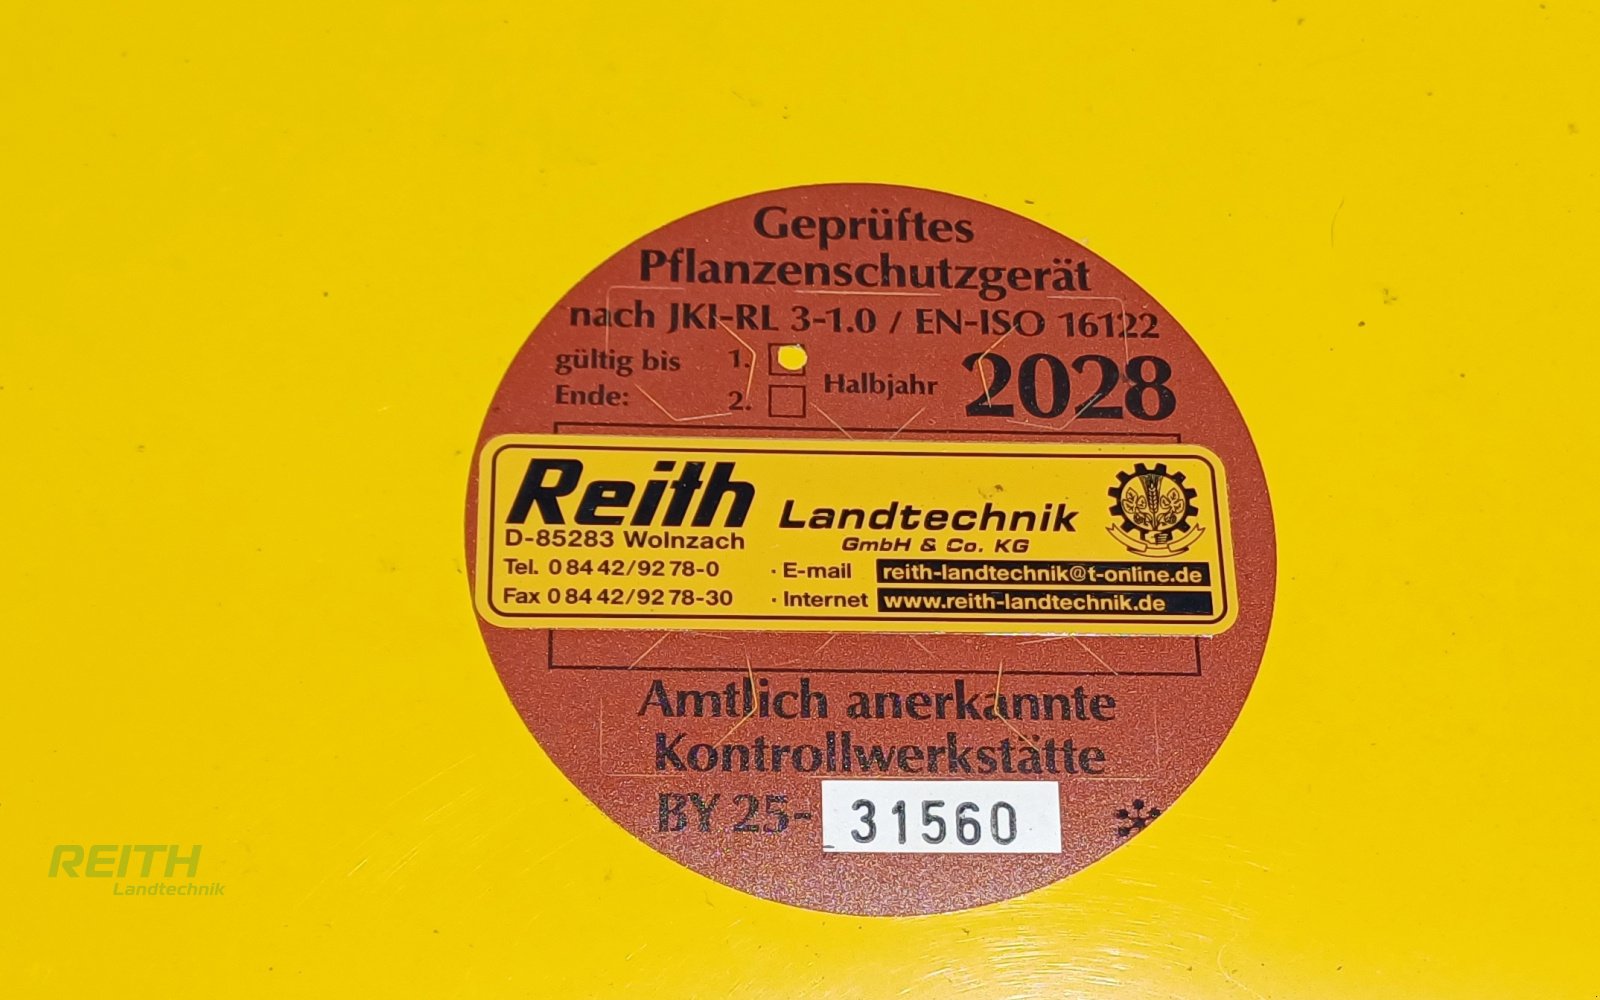 Geprüftes
Pflanzenschutzgerät
nach JKI-RL 3-1.0 / EN-ISO 16122
gültig bis 1. Halbjahr 2028
Ende: 2.
Reith Landtechnik
GmbH & Co. KG
D-85283 Wolnzach
Tel. 0 84 42/92 78-0 · E-mail reith-landtechnik@t-online.de
Fax 0 84 42/92 78-30 · Internet www.reith-landtechnik.de
Amtlich anerkannte
Kontrollwerkstätte
BY 25- 31560
REITH
Landtechnik